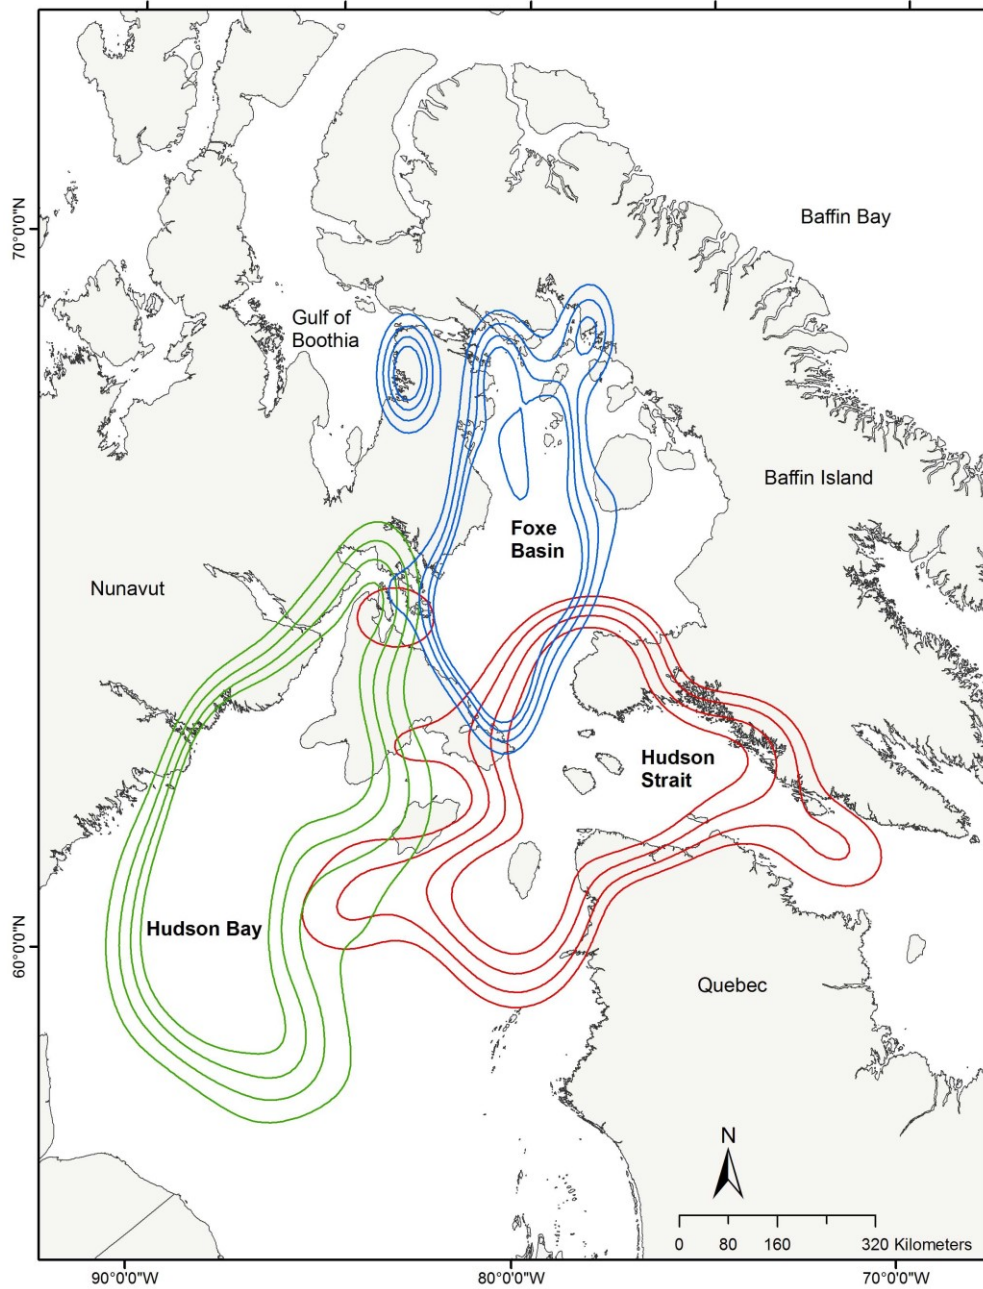 70°0'0"N
Baffin Bay
Gulf of
Boothia
Baffin Island
Foxe
Basin
Nunavut
Hudson
Strait
Hudson Bay
60°0'0"N
Quebec
N
0 80 160 320 Kilometers
90°0'0"W 80°0'0"W 70°0'0"W